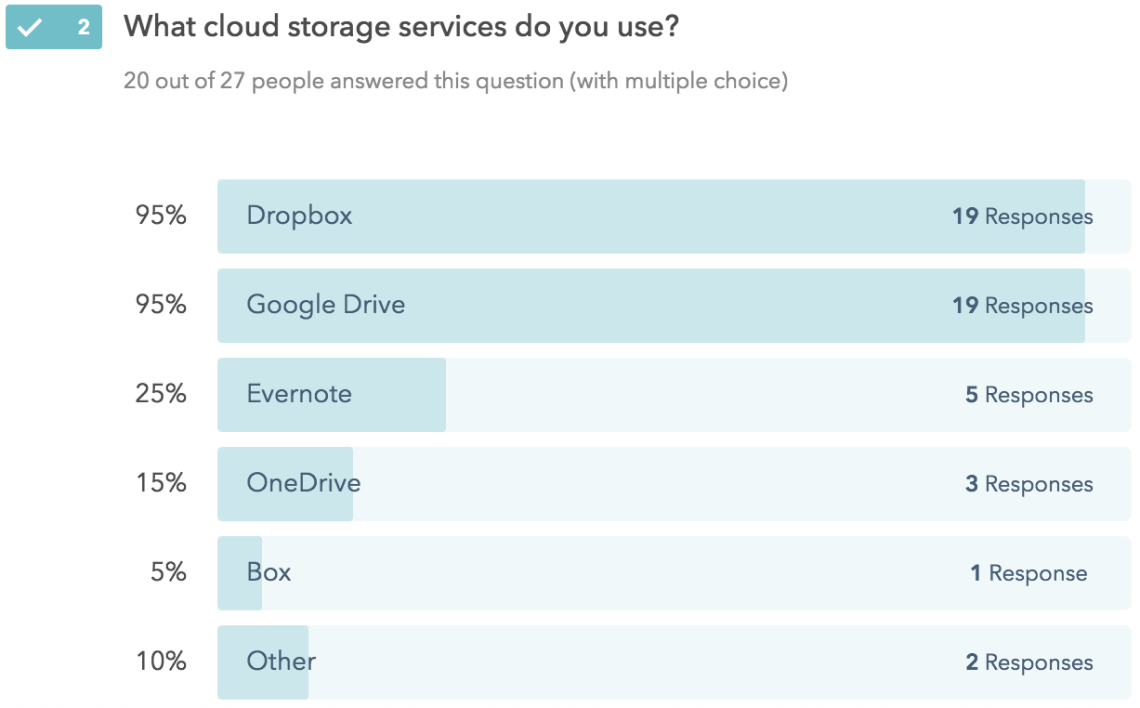 2 What cloud storage services do you use?
20 out of 27 people answered this question (with multiple choice)
95% Dropbox 19 Responses
95% Google Drive 19 Responses
25% Evernote 5 Responses
15% OneDrive 3 Responses
5% Box 1 Response
10% Other 2 Responses